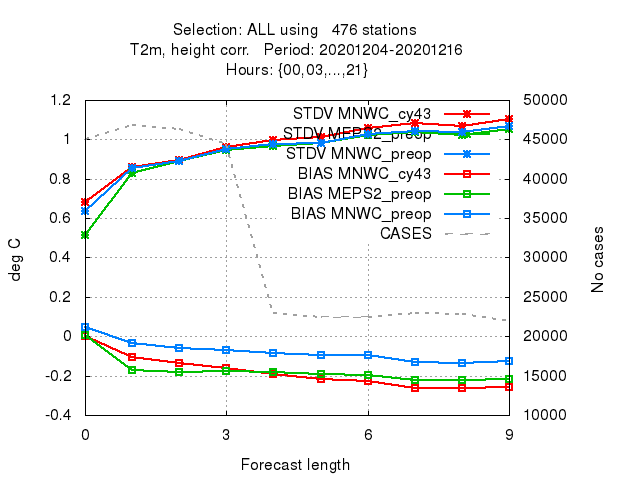 Selection: ALL using   476 stations
T2m, height corr.   Period: 20201204-20201216
Hours: {00,03,...,21}
1.2
1
0.8
0.6
0.4
0.2
0
-0.2
-0.4
deg C
STDV MNWC_cy43
STDV MEPS2_preop
STDV MNWC_preop
BIAS MNWC_cy43
BIAS MEPS2_preop
BIAS MNWC_preop
CASES
50000
45000
40000
35000
30000
25000
20000
15000
10000
No cases
0 3 6 9
Forecast length